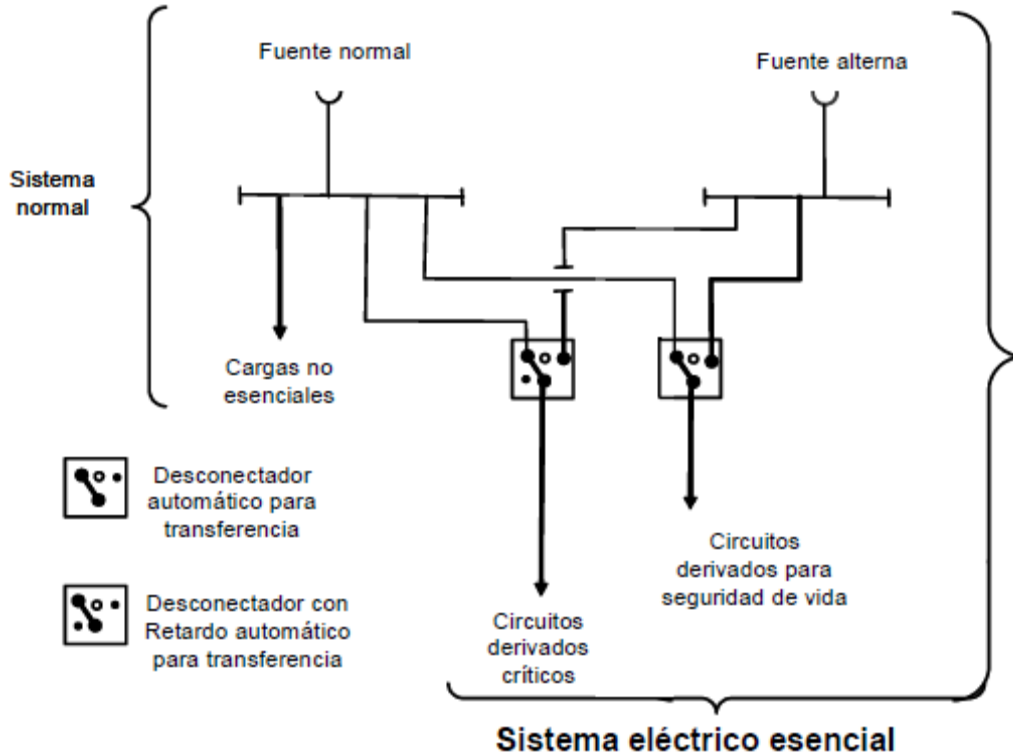 Fuente normal
Fuente alterna
Sistema
normal
Cargas no
esenciales
Desconectador
automático para
transferencia
Desconectador con
Retardo automático
para transferencia
Circuitos
derivados
críticos
Circuitos
derivados para
seguridad de vida
Sistema eléctrico esencial